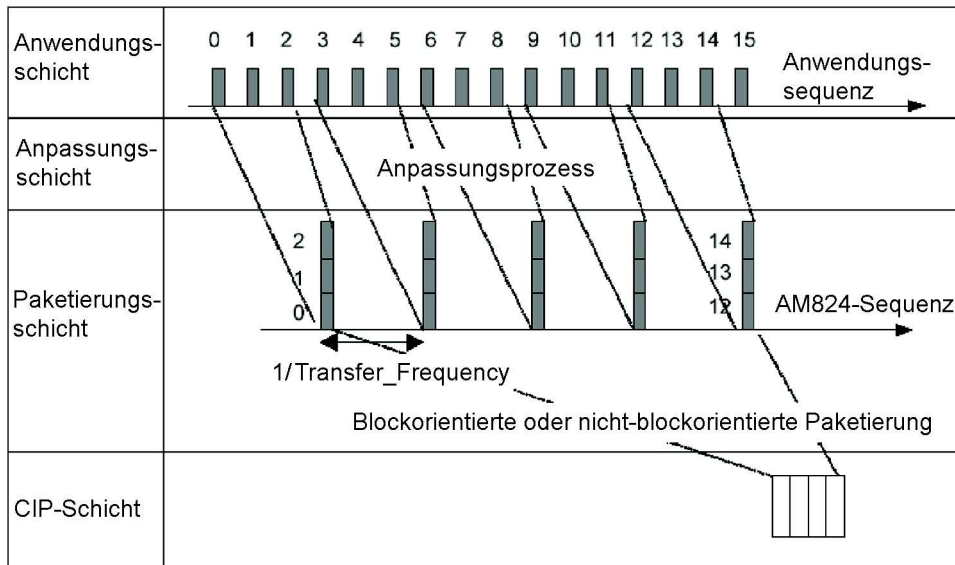 Anwendungs-
schicht
0 1 2 3 4 5 6 7 8 9 10 11 12 13 14 15
Anwendungs-
sequenz
Anpassungs-
schicht
Anpassungsprozess
Paketierungs-
schicht
2
1
0
14
13
12
AM824-Sequenz
1/Transfer_Frequency
Blockorientierte oder nicht-blockorientierte Paketierung
CIP-Schicht